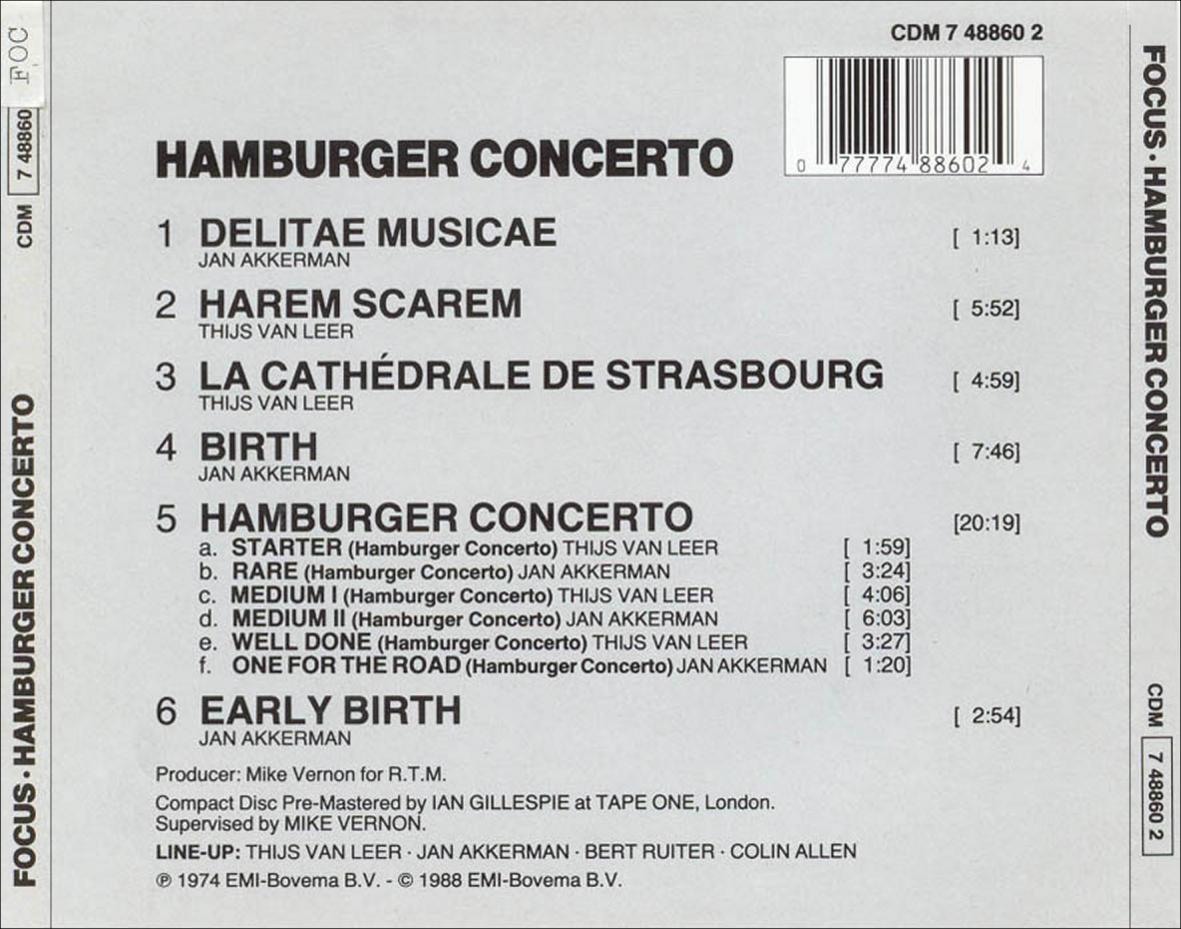 CDM 7 48860 2
0 77774 88602 4
HAMBURGER CONCERTO
1 DELITAE MUSICAE [ 1:13]
JAN AKKERMAN
2 HAREM SCAREM [ 5:52]
THIJS VAN LEER
3 LA CATHÉDRALE DE STRASBOURG [ 4:59]
THIJS VAN LEER
4 BIRTH [ 7:46]
JAN AKKERMAN
5 HAMBURGER CONCERTO [20:19]
a. STARTER (Hamburger Concerto) THIJS VAN LEER [ 1:59]
b. RARE (Hamburger Concerto) JAN AKKERMAN [ 3:24]
c. MEDIUM I (Hamburger Concerto) THIJS VAN LEER [ 4:06]
d. MEDIUM II (Hamburger Concerto) JAN AKKERMAN [ 6:03]
e. WELL DONE (Hamburger Concerto) THIJS VAN LEER [ 3:27]
f. ONE FOR THE ROAD (Hamburger Concerto) JAN AKKERMAN [ 1:20]
6 EARLY BIRTH [ 2:54]
JAN AKKERMAN
Producer: Mike Vernon for R.T.M.
Compact Disc Pre-Mastered by IAN GILLESPIE at TAPE ONE, London.
Supervised by MIKE VERNON.
LINE-UP: THIJS VAN LEER · JAN AKKERMAN · BERT RUITER · COLIN ALLEN
℗ 1974 EMI-Bovema B.V. - © 1988 EMI-Bovema B.V.
FOCUS · HAMBURGER CONCERTO CDM 7 48860
FOC
FOCUS · HAMBURGER CONCERTO CDM 7 48860 2